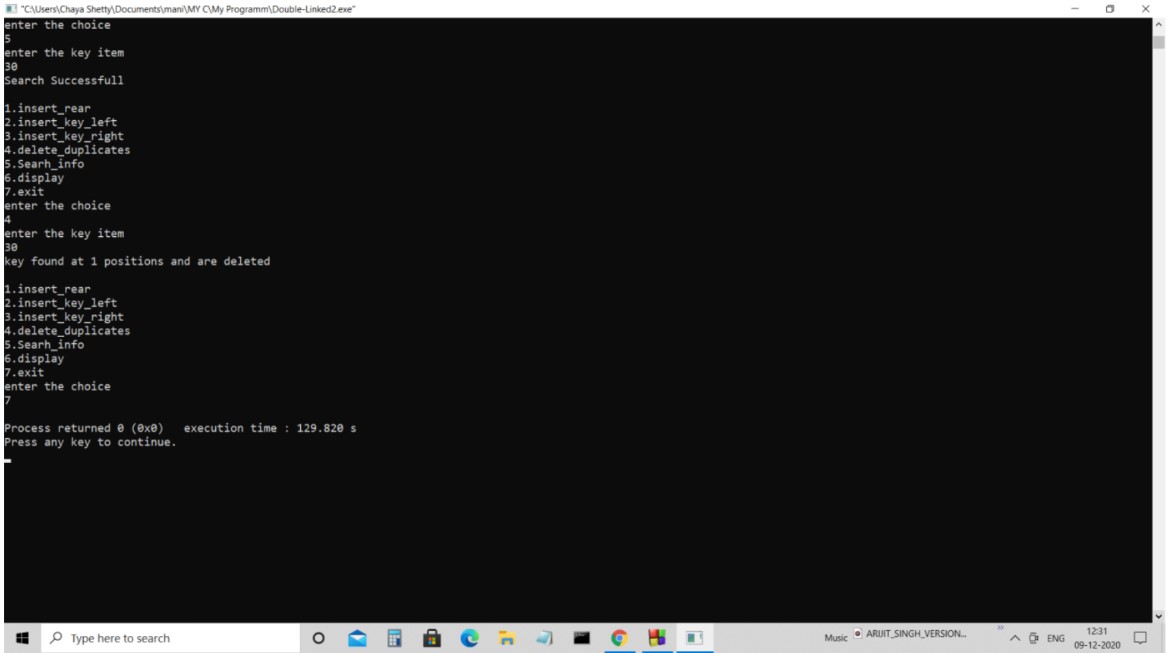 "C:\Users\Chaya Shetty\Documents\mani\MY C\My Programm\Double-Linked2.exe"
enter the choice
5
enter the key item
30
Search Successfull
1.insert_rear
2.insert_key_left
3.insert_key_right
4.delete_duplicates
5.Searh_info
6.display
7.exit
enter the choice
4
enter the key item
30
key found at 1 positions and are deleted
1.insert_rear
2.insert_key_left
3.insert_key_right
4.delete_duplicates
5.Searh_info
6.display
7.exit
enter the choice
7
Process returned 0 (0x0)   execution time : 129.820 s
Press any key to continue.
Type here to search
Music ARIJIT_SINGH_VERSION...
ENG
12:31
09-12-2020